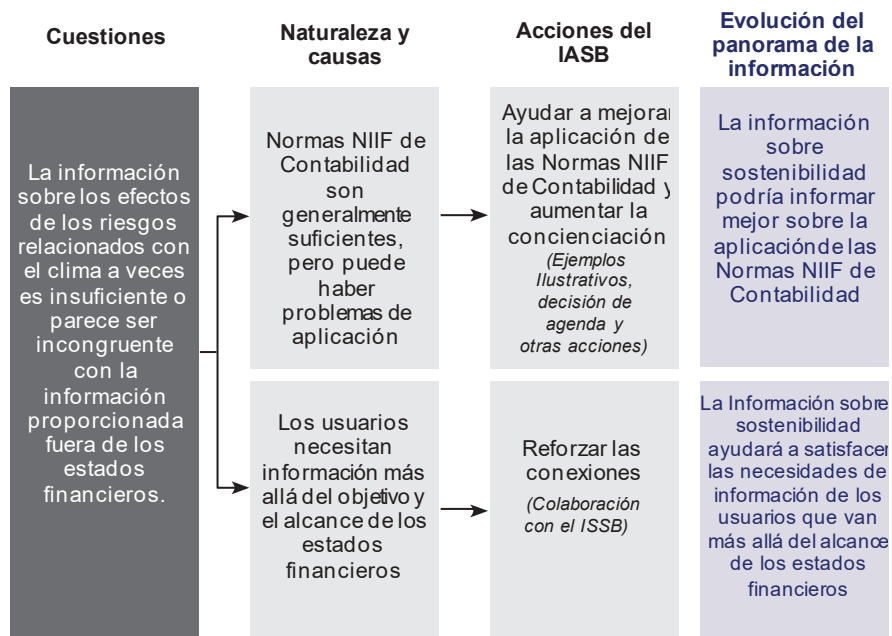 Cuestiones
Naturaleza y
causas
Acciones del
IASB
Evolución del
panorama de la
información
La información
sobre los efectos
de los riesgos
relacionados con
el clima a veces
es insuficiente o
parece ser
incongruente
con la
información
proporcionada
fuera de los
estados
financieros.
Normas NIIF de
Contabilidad
son
generalmente
suficientes,
pero puede
haber
problemas de
aplicación
Ayudar a mejorar
la aplicación de
las Normas NIIF
de Contabilidad y
aumentar la
concienciación
(Ejemplos
Ilustrativos,
decisión de
agenda y
otras acciones)
La información
sobre
sostenibilidad
podría informar
mejor sobre la
aplicación de las
Normas NIIF de
Contabilidad
Los usuarios
necesitan
información más
allá del objetivo y
el alcance de los
estados
financieros
Reforzar las
conexiones
(Colaboración
con el ISSB)
La Información sobre
sostenibilidad
ayudará a satisfacer
las necesidades de
información de los
usuarios que van
más allá del alcance
de los estados
financieros